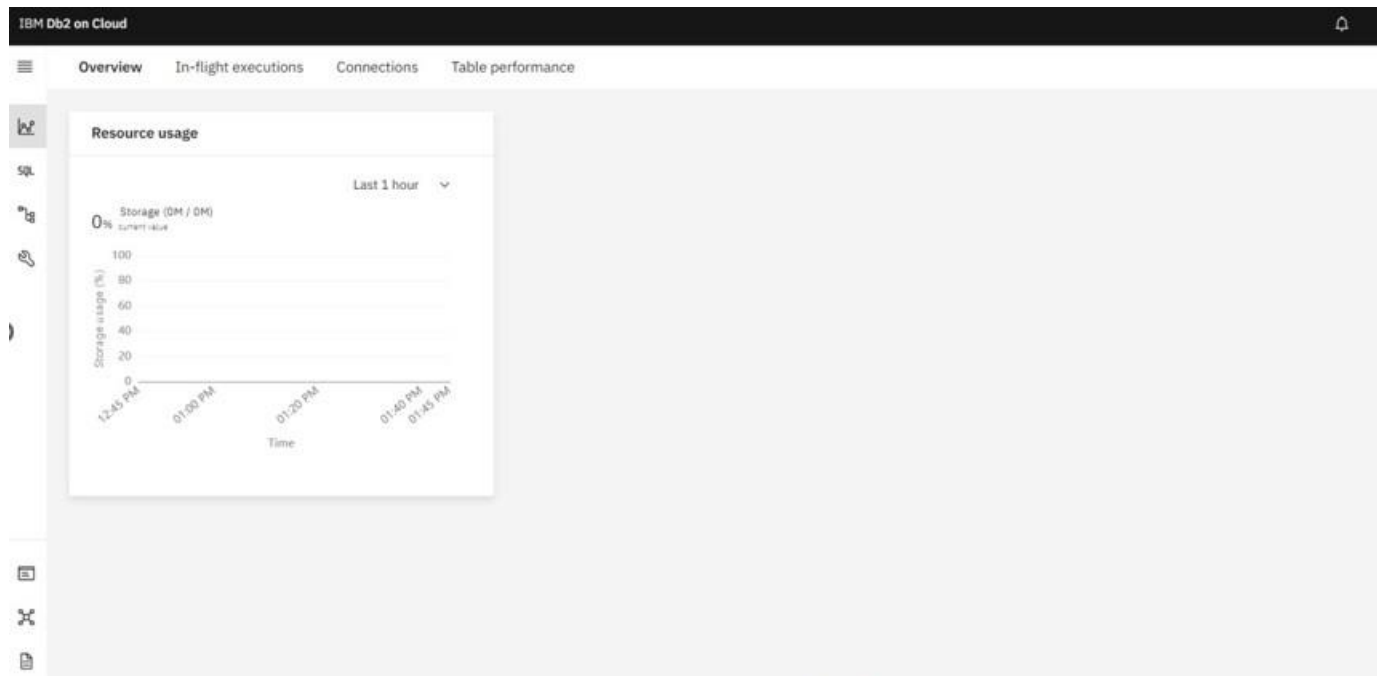 IBM Db2 on Cloud
Overview In-flight executions Connections Table performance
Resource usage
SQL
Last 1 hour
0% Storage (0M / 0M)
current value
Storage usage (%)
100
80
60
40
20
0
12:45 PM 01:00 PM 01:20 PM 01:40 PM 01:45 PM
Time